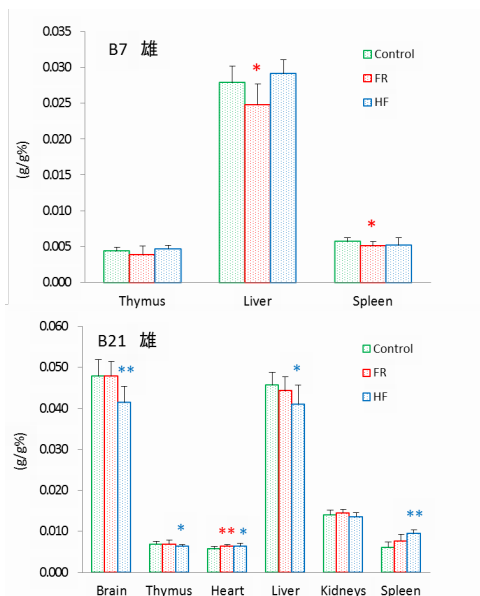 B7 雄
0.035
0.030
0.025
0.020
0.015
0.010
0.005
0.000
(g/g%)
Control
FR
HF
*
*
Thymus Liver Spleen
B21 雄
0.060
0.050
0.040
0.030
0.020
0.010
0.000
(g/g%)
Control
FR
HF
**
*
** *
*
**
Brain Thymus Heart Liver Kidneys Spleen